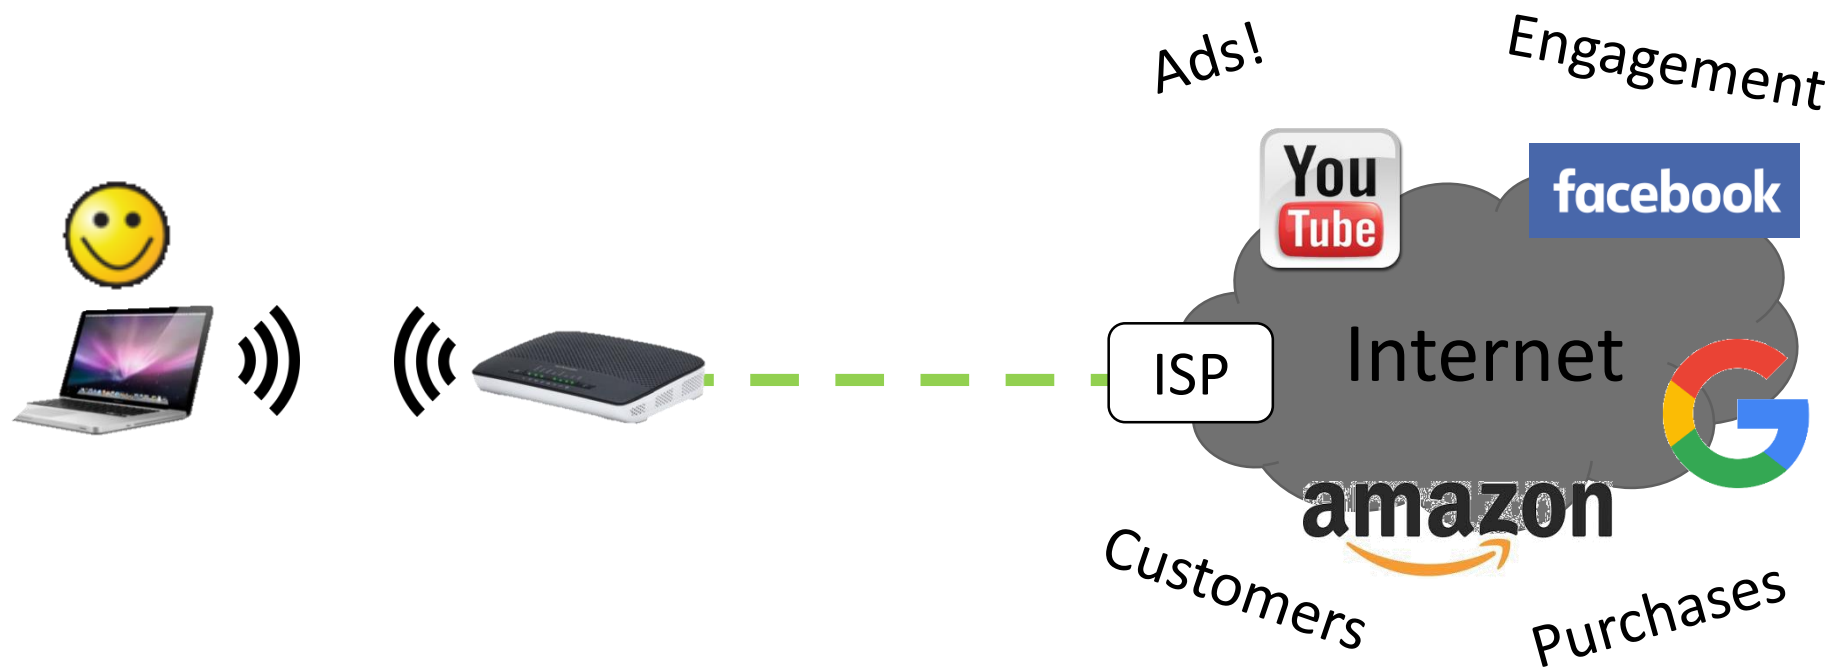 Ads!
Engagement
You
Tube
facebook
ISP
Internet
G
amazon
Customers
Purchases